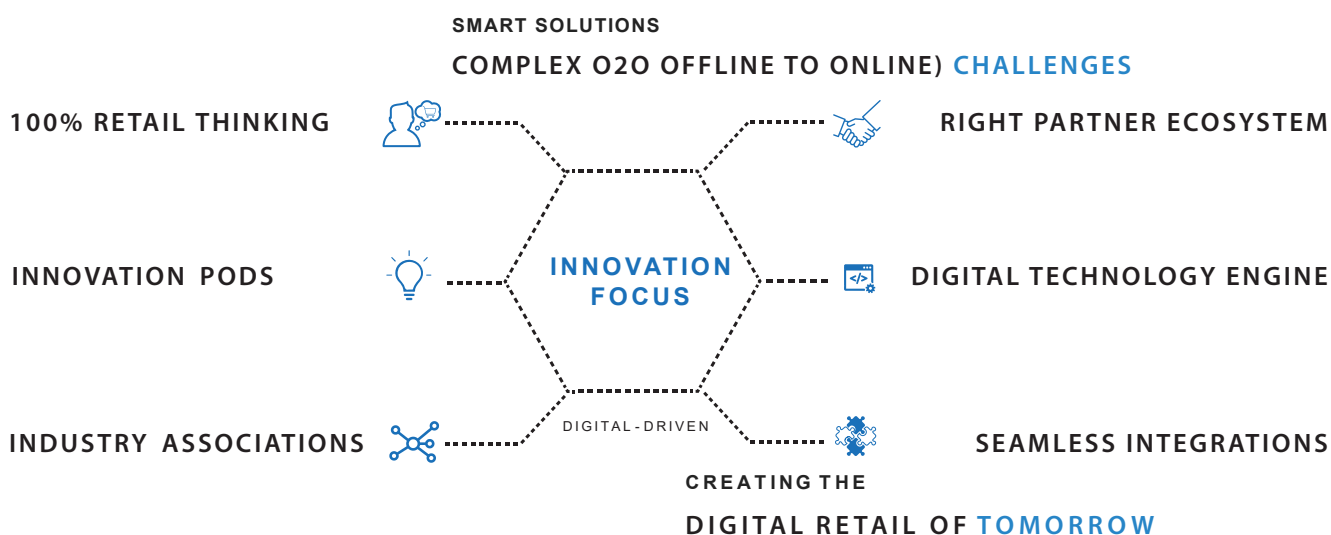 SMART SOLUTIONS
COMPLEX O2O OFFLINE TO ONLINE) CHALLENGES
100% RETAIL THINKING
RIGHT PARTNER ECOSYSTEM
INNOVATION PODS
INNOVATION
FOCUS
</>
DIGITAL TECHNOLOGY ENGINE
INDUSTRY ASSOCIATIONS
DIGITAL-DRIVEN
SEAMLESS INTEGRATIONS
CREATING THE
DIGITAL RETAIL OF TOMORROW